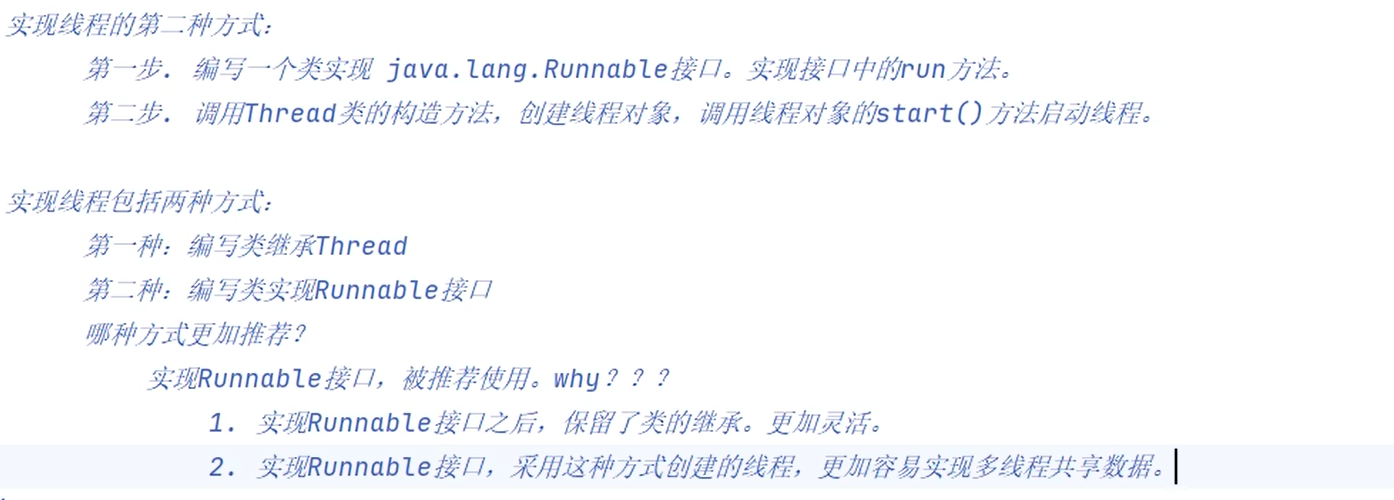 实现线程的第二种方式：
第一步. 编写一个类实现 java.lang.Runnable接口。实现接口中的run方法。
第二步. 调用Thread类的构造方法，创建线程对象，调用线程对象的start()方法启动线程。
实现线程包括两种方式：
第一种：编写类继承Thread
第二种：编写类实现Runnable接口
哪种方式更加推荐？
实现Runnable接口，被推荐使用。why？？？
1. 实现Runnable接口之后，保留了类的继承。更加灵活。
2. 实现Runnable接口，采用这种方式创建的线程，更加容易实现多线程共享数据。